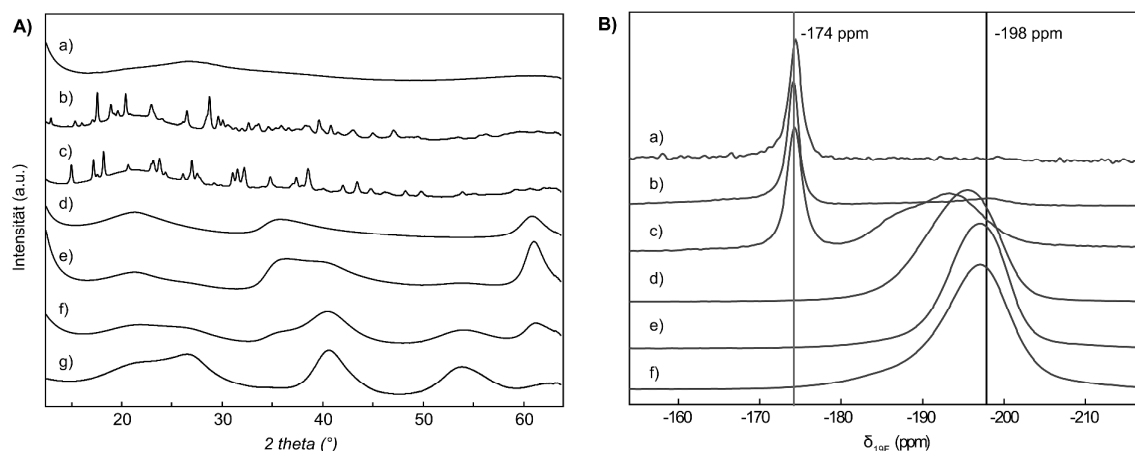 A)
a)
b)
c)
d)
e)
f)
g)
Intensität (a.u.)
20 30 40 50 60
2 theta (°)
B)
-174 ppm
-198 ppm
a)
b)
c)
d)
e)
f)
-160 -170 -180 -190 -200 -210
δ19F (ppm)